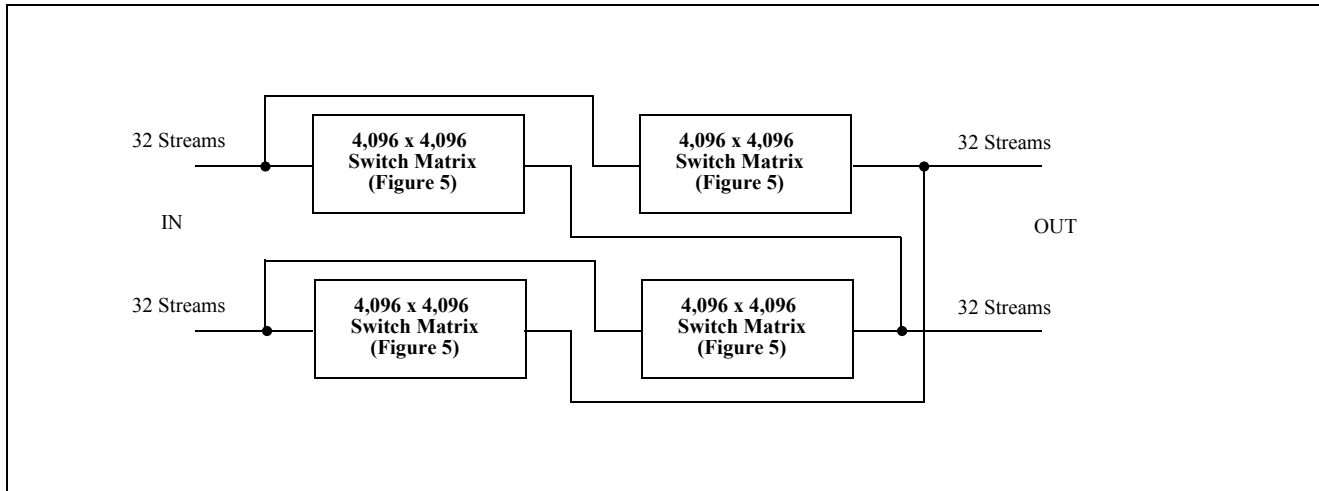 32 Streams
4,096 x 4,096
Switch Matrix
(Figure 5)
4,096 x 4,096
Switch Matrix
(Figure 5)
32 Streams
IN
OUT
32 Streams
4,096 x 4,096
Switch Matrix
(Figure 5)
4,096 x 4,096
Switch Matrix
(Figure 5)
32 Streams